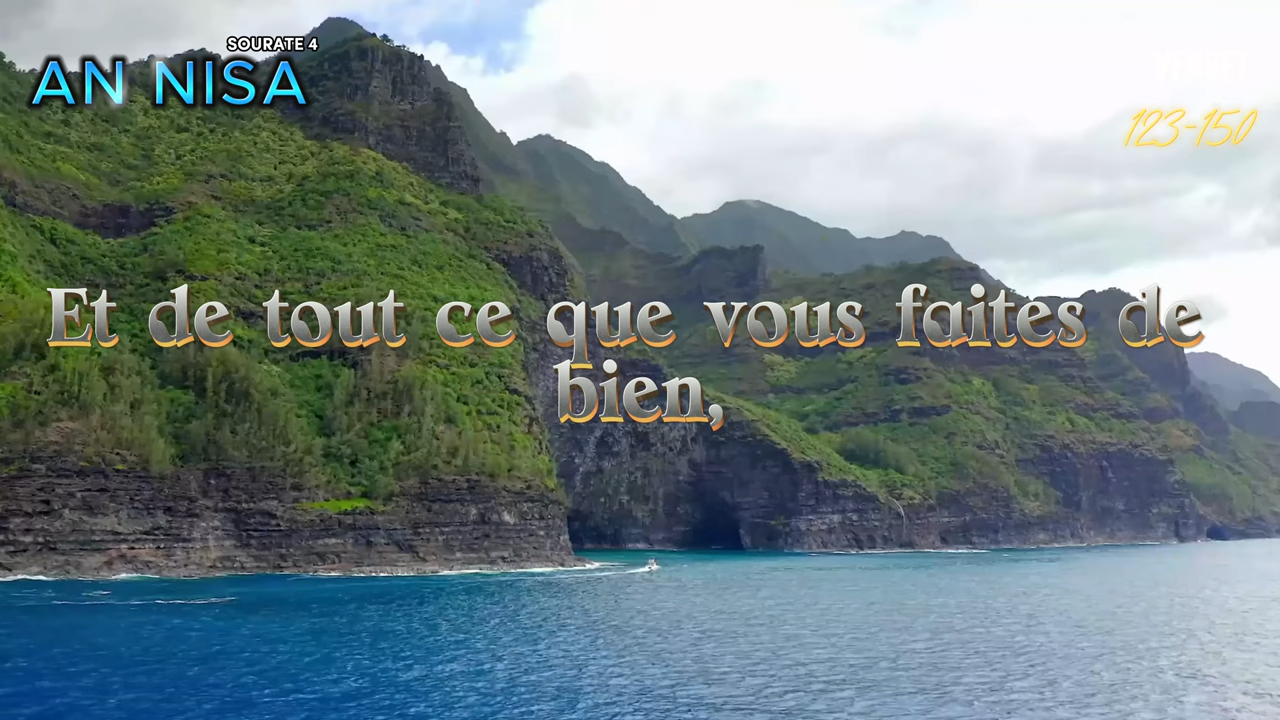 SOURATE 4
AN NISA
123-150
Et de tout ce que vous faites de
bien,